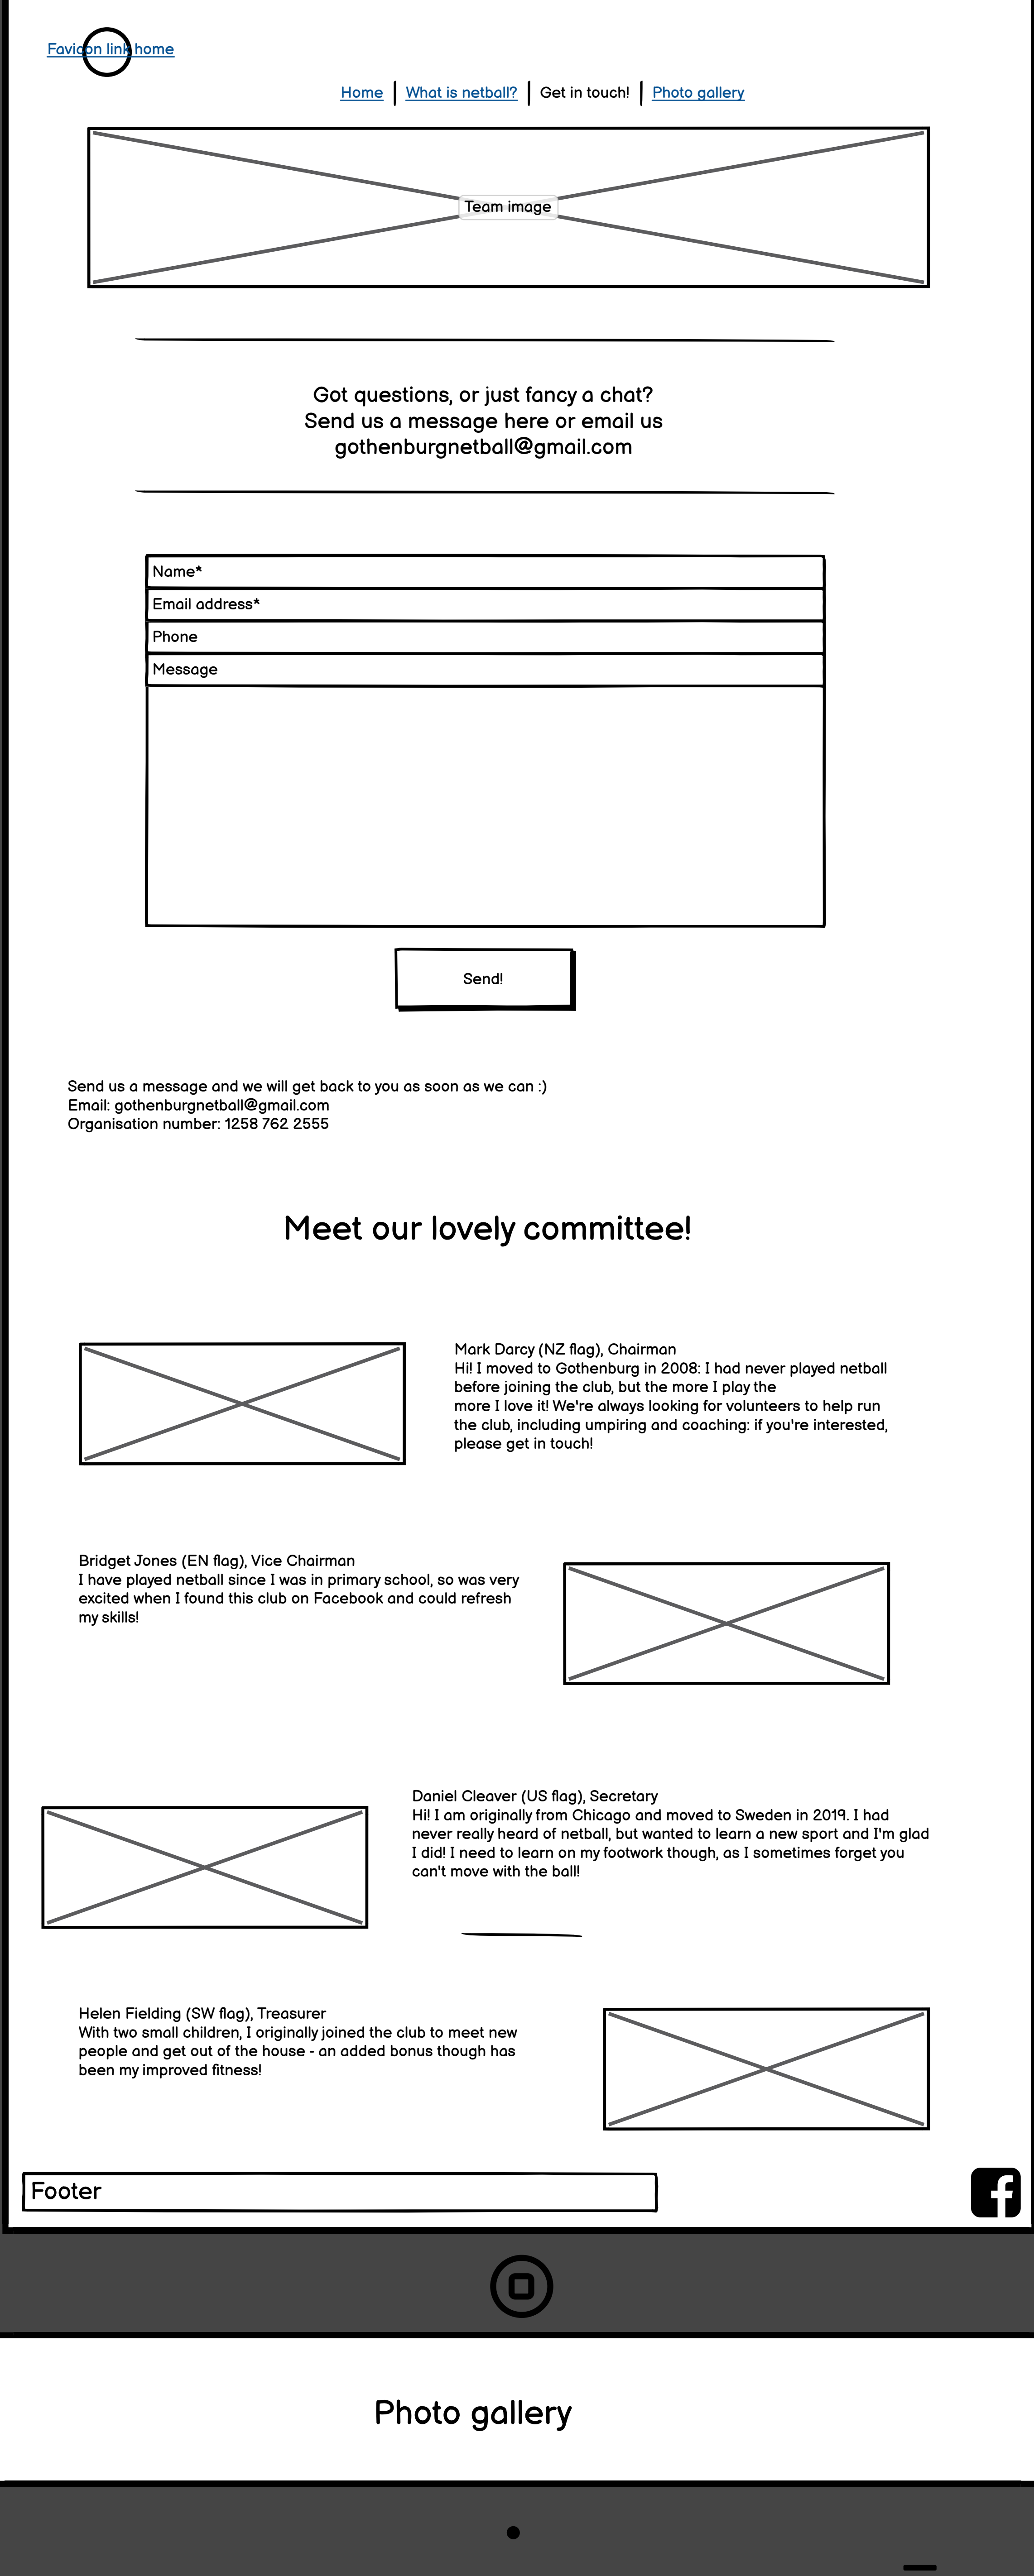 Favicon link home
Home | What is netball? | Get in touch! | Photo gallery
Team image
Got questions, or just fancy a chat?
Send us a message here or email us
gothenburgnetball@gmail.com
Name*
Email address*
Phone
Message
Send!
Send us a message and we will get back to you as soon as we can :)
Email: gothenburgnetball@gmail.com
Organisation number: 1258 762 2555
Meet our lovely committee!
Mark Darcy (NZ flag), Chairman
Hi! I moved to Gothenburg in 2008: I had never played netball
before joining the club, but the more I play the
more I love it! We're always looking for volunteers to help run
the club, including umpiring and coaching: if you're interested,
please get in touch!
Bridget Jones (EN flag), Vice Chairman
I have played netball since I was in primary school, so was very
excited when I found this club on Facebook and could refresh
my skills!
Daniel Cleaver (US flag), Secretary
Hi! I am originally from Chicago and moved to Sweden in 2019. I had
never really heard of netball, but wanted to learn a new sport and I'm glad
I did! I need to learn on my footwork though, as I sometimes forget you
can't move with the ball!
Helen Fielding (SW flag), Treasurer
With two small children, I originally joined the club to meet new
people and get out of the house - an added bonus though has
been my improved fitness!
Footer
Photo gallery